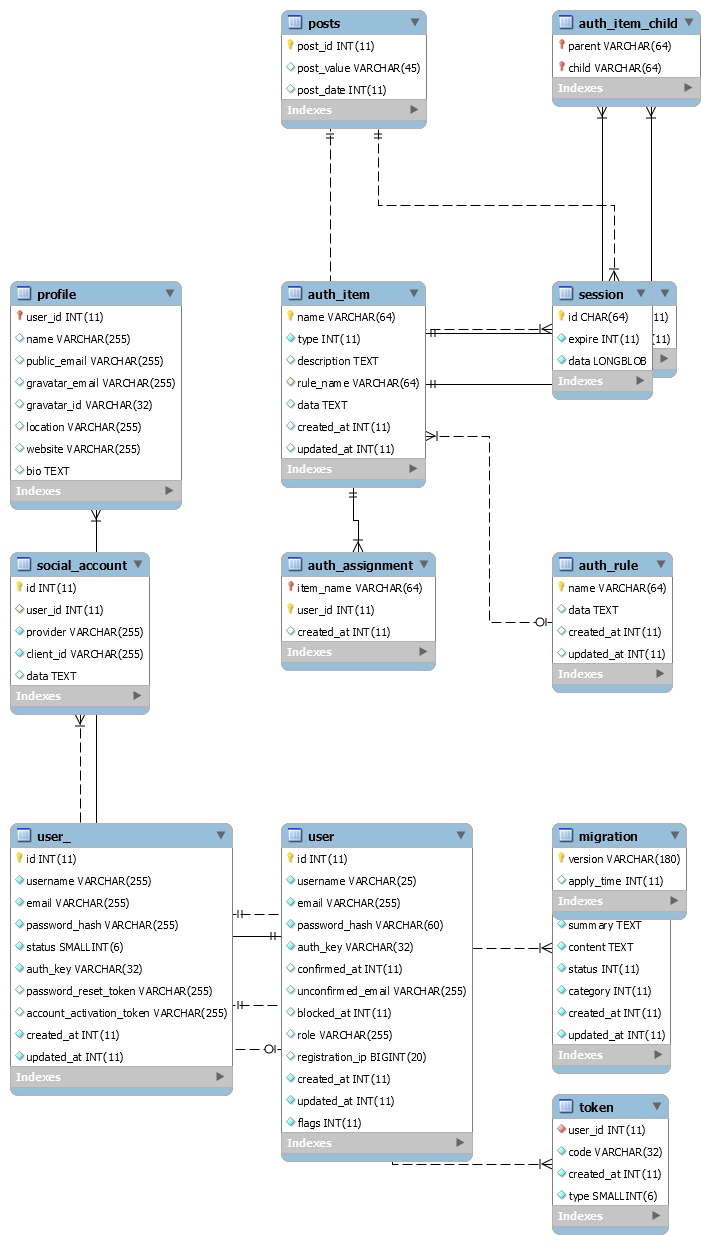 posts
post_id INT(11)
post_value VARCHAR(45)
post_date INT(11)
Indexes
auth_item_child
parent VARCHAR(64)
child VARCHAR(64)
Indexes
profile
user_id INT(11)
name VARCHAR(255)
public_email VARCHAR(255)
gravatar_email VARCHAR(255)
gravatar_id VARCHAR(32)
location VARCHAR(255)
website VARCHAR(255)
bio TEXT
Indexes
auth_item
name VARCHAR(64)
type INT(11)
description TEXT
rule_name VARCHAR(64)
data TEXT
created_at INT(11)
updated_at INT(11)
Indexes
session
id CHAR(64)
expire INT(11)
data LONGBLOB
Indexes
11)
(11)
social_account
id INT(11)
user_id INT(11)
provider VARCHAR(255)
client_id VARCHAR(255)
data TEXT
Indexes
auth_assignment
item_name VARCHAR(64)
user_id INT(11)
created_at INT(11)
Indexes
auth_rule
name VARCHAR(64)
data TEXT
created_at INT(11)
updated_at INT(11)
Indexes
user_
id INT(11)
username VARCHAR(255)
email VARCHAR(255)
password_hash VARCHAR(255)
status SMALLINT(6)
auth_key VARCHAR(32)
password_reset_token VARCHAR(255)
account_activation_token VARCHAR(255)
created_at INT(11)
updated_at INT(11)
Indexes
user
id INT(11)
username VARCHAR(25)
email VARCHAR(255)
password_hash VARCHAR(60)
auth_key VARCHAR(32)
confirmed_at INT(11)
unconfirmed_email VARCHAR(255)
blocked_at INT(11)
role VARCHAR(255)
registration_ip BIGINT(20)
created_at INT(11)
updated_at INT(11)
flags INT(11)
Indexes
migration
version VARCHAR(180)
apply_time INT(11)
Indexes
summary TEXT
content TEXT
status INT(11)
category INT(11)
created_at INT(11)
updated_at INT(11)
Indexes
token
user_id INT(11)
code VARCHAR(32)
created_at INT(11)
type SMALLINT(6)
Indexes